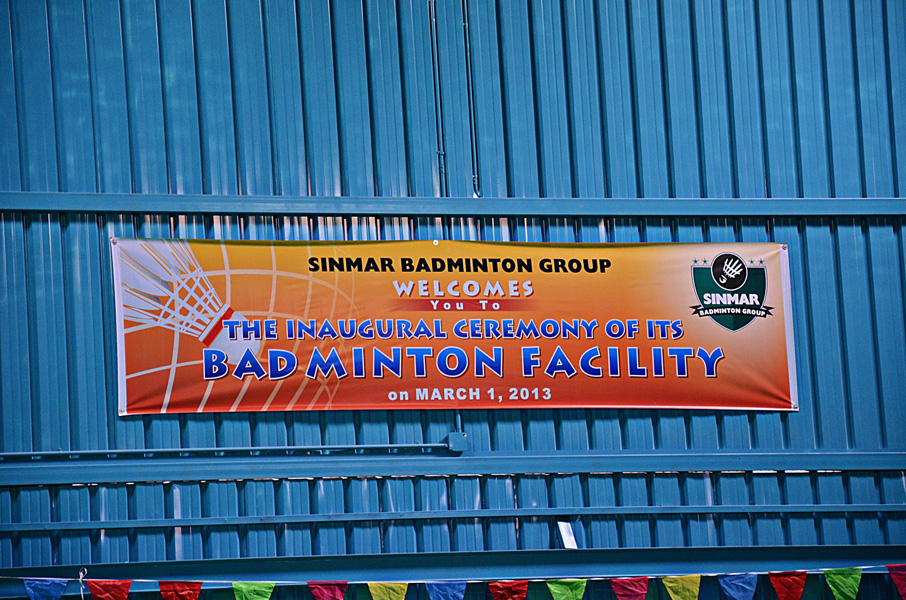 SINMAR BADMINTON GROUP
WELCOMES
You To
THE INAUGURAL CEREMONY OF ITS
BADMINTON FACILITY
on MARCH 1, 2013
SINMAR
BADMINTON GROUP